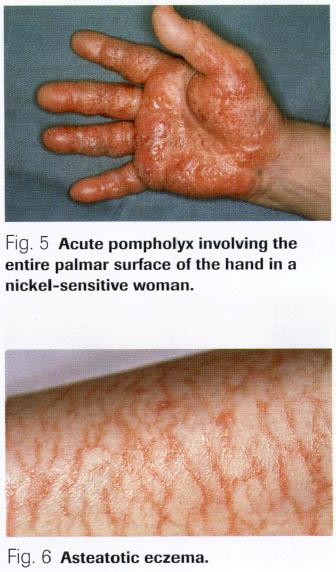 Fig. 5 Acute pompholyx involving the
entire palmar surface of the hand in a
nickel-sensitive woman.
Fig. 6 Asteatotic eczema.